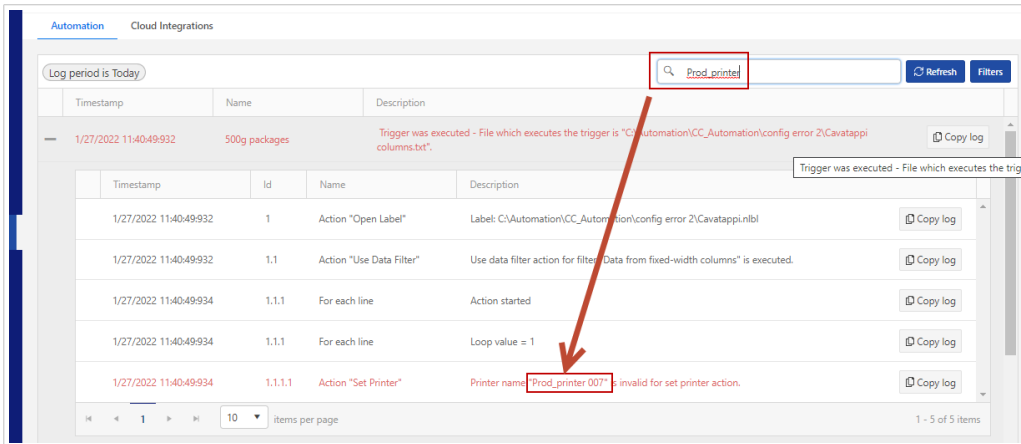 Automation Cloud Integrations
Log period is Today Prod_printer Refresh Filters
Timestamp Name Description
1/27/2022 11:40:49:932 500g packages Trigger was executed - File which executes the trigger is "C:\Automation\CC_Automation\config error 2\Cavatappi Copy log
columns.txt".
Trigger was executed - File which executes the trig
Timestamp Id Name Description
1/27/2022 11:40:49:932 1 Action "Open Label" Label: C:\Automation\CC_Automation\config error 2\Cavatappi.nlbl Copy log
1/27/2022 11:40:49:932 1.1 Action "Use Data Filter" Use data filter action for filter "Data from fixed-width columns" is executed. Copy log
1/27/2022 11:40:49:934 1.1.1 For each line Action started Copy log
1/27/2022 11:40:49:934 1.1.1 For each line Loop value = 1 Copy log
1/27/2022 11:40:49:934 1.1.1.1 Action "Set Printer" Printer name "Prod_printer 007" is invalid for set printer action. Copy log
1 10 items per page 1 - 5 of 5 items